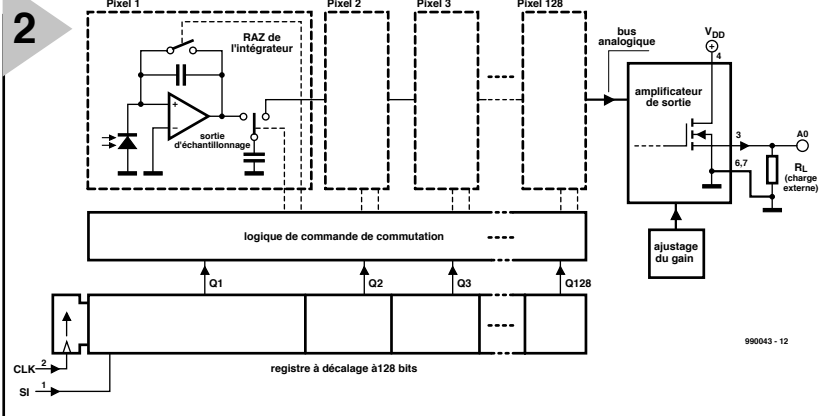 2
Pixel 1
Pixel 2
Pixel 3
Pixel 128
RAZ de
l'intégrateur
+
−
sortie
d'échantillonnage
bus
analogique
VDD
+
4
amplificateur
de sortie
3
A0
6,7
RL
(charge
externe)
logique de commande de commutation
ajustage
du gain
Q1
Q2
Q3
Q128
CLK
2
SI
1
registre à décalage à128 bits
990043 - 12